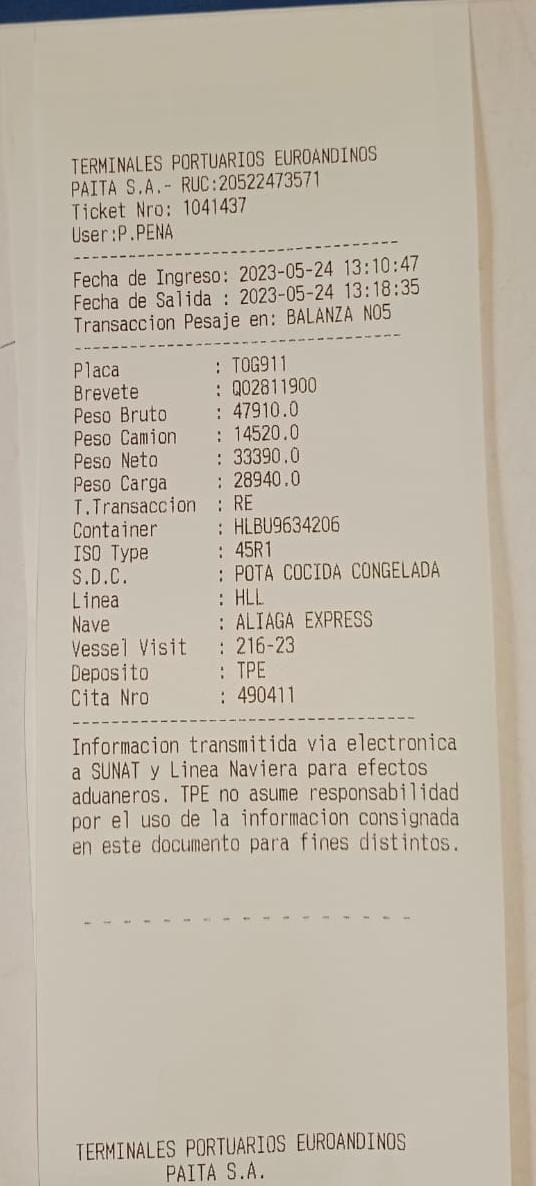 TERMINALES PORTUARIOS EUROANDINOS
PAITA S.A.- RUC:20522473571
Ticket Nro: 1041437
User:P.PENA
Fecha de Ingreso: 2023-05-24 13:10:47
Fecha de Salida : 2023-05-24 13:18:35
Transaccion Pesaje en: BALANZA NO5
Placa : TOG911
Brevete : Q02811900
Peso Bruto : 47910.0
Peso Camion : 14520.0
Peso Neto : 33390.0
Peso Carga : 28940.0
T.Transaccion : RE
Container : HLBU9634206
ISO Type : 45R1
S.D.C. : POTA COCIDA CONGELADA
Linea : HLL
Nave : ALIAGA EXPRESS
Vessel Visit : 216-23
Deposito : TPE
Cita Nro : 490411
Informacion transmitida via electronica
a SUNAT y Linea Naviera para efectos
aduaneros. TPE no asume responsabilidad
por el uso de la informacion consignada
en este documento para fines distintos.
TERMINALES PORTUARIOS EUROANDINOS
PAITA S.A.